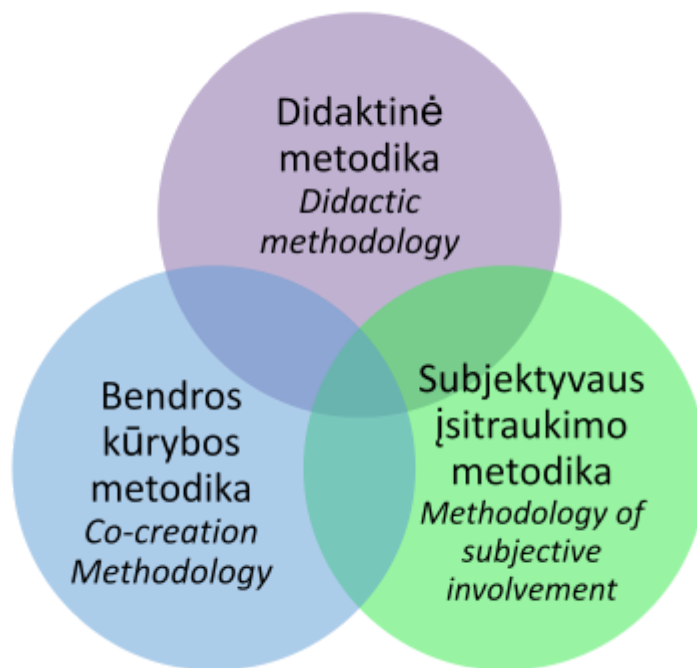 Didaktinė
metodika
Didactic
methodology
Bendros
kūrybos
metodika
Co-creation
Methodology
Subjektyvaus
įsitraukimo
metodika
Methodology of
subjective
involvement